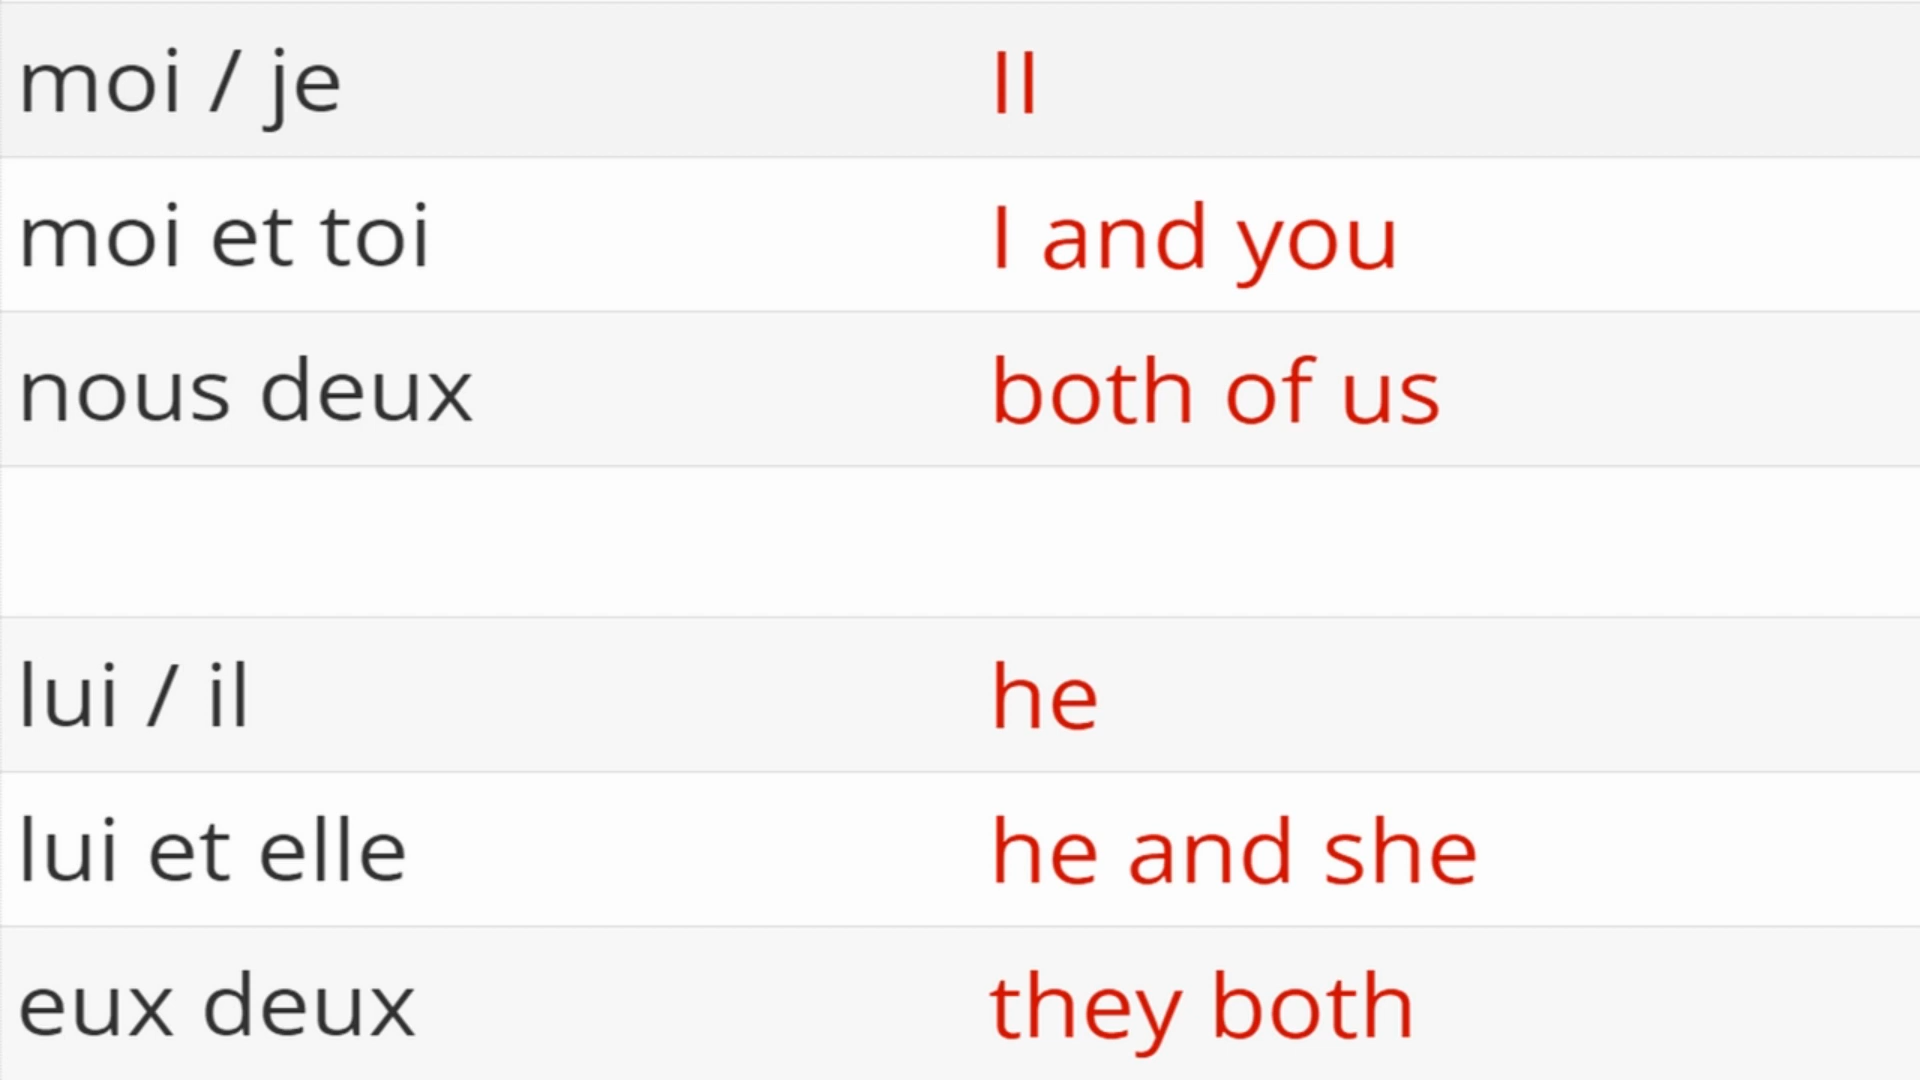 moi / je II
moi et toi I and you
nous deux both of us
lui / il he
lui et elle he and she
eux deux they both